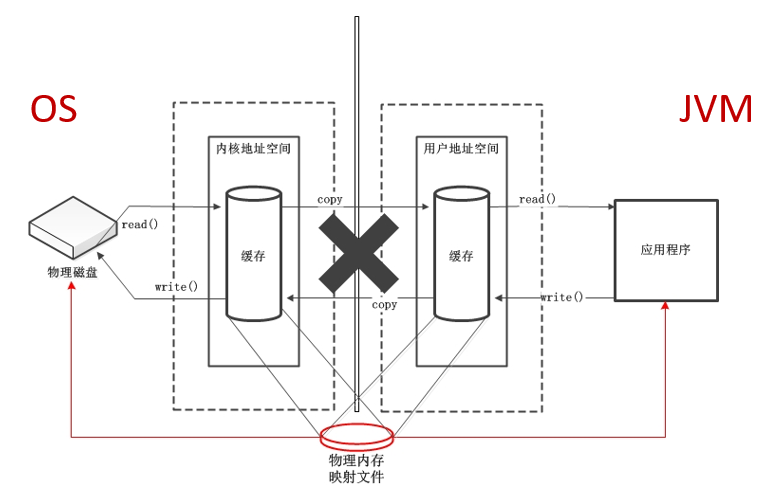 OS
JVM
内核地址空间
用户地址空间
copy
read()
read()
缓存
缓存
应用程序
物理磁盘
write()
copy
write()
物理内存
映射文件